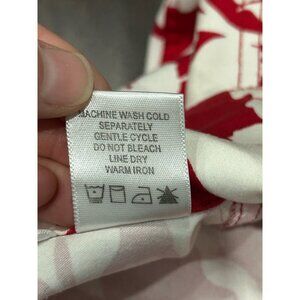 MACHINE WASH COLD
SEPARATELY
GENTLE CYCLE
DO NOT BLEACH
LINE DRY
WARM IRON